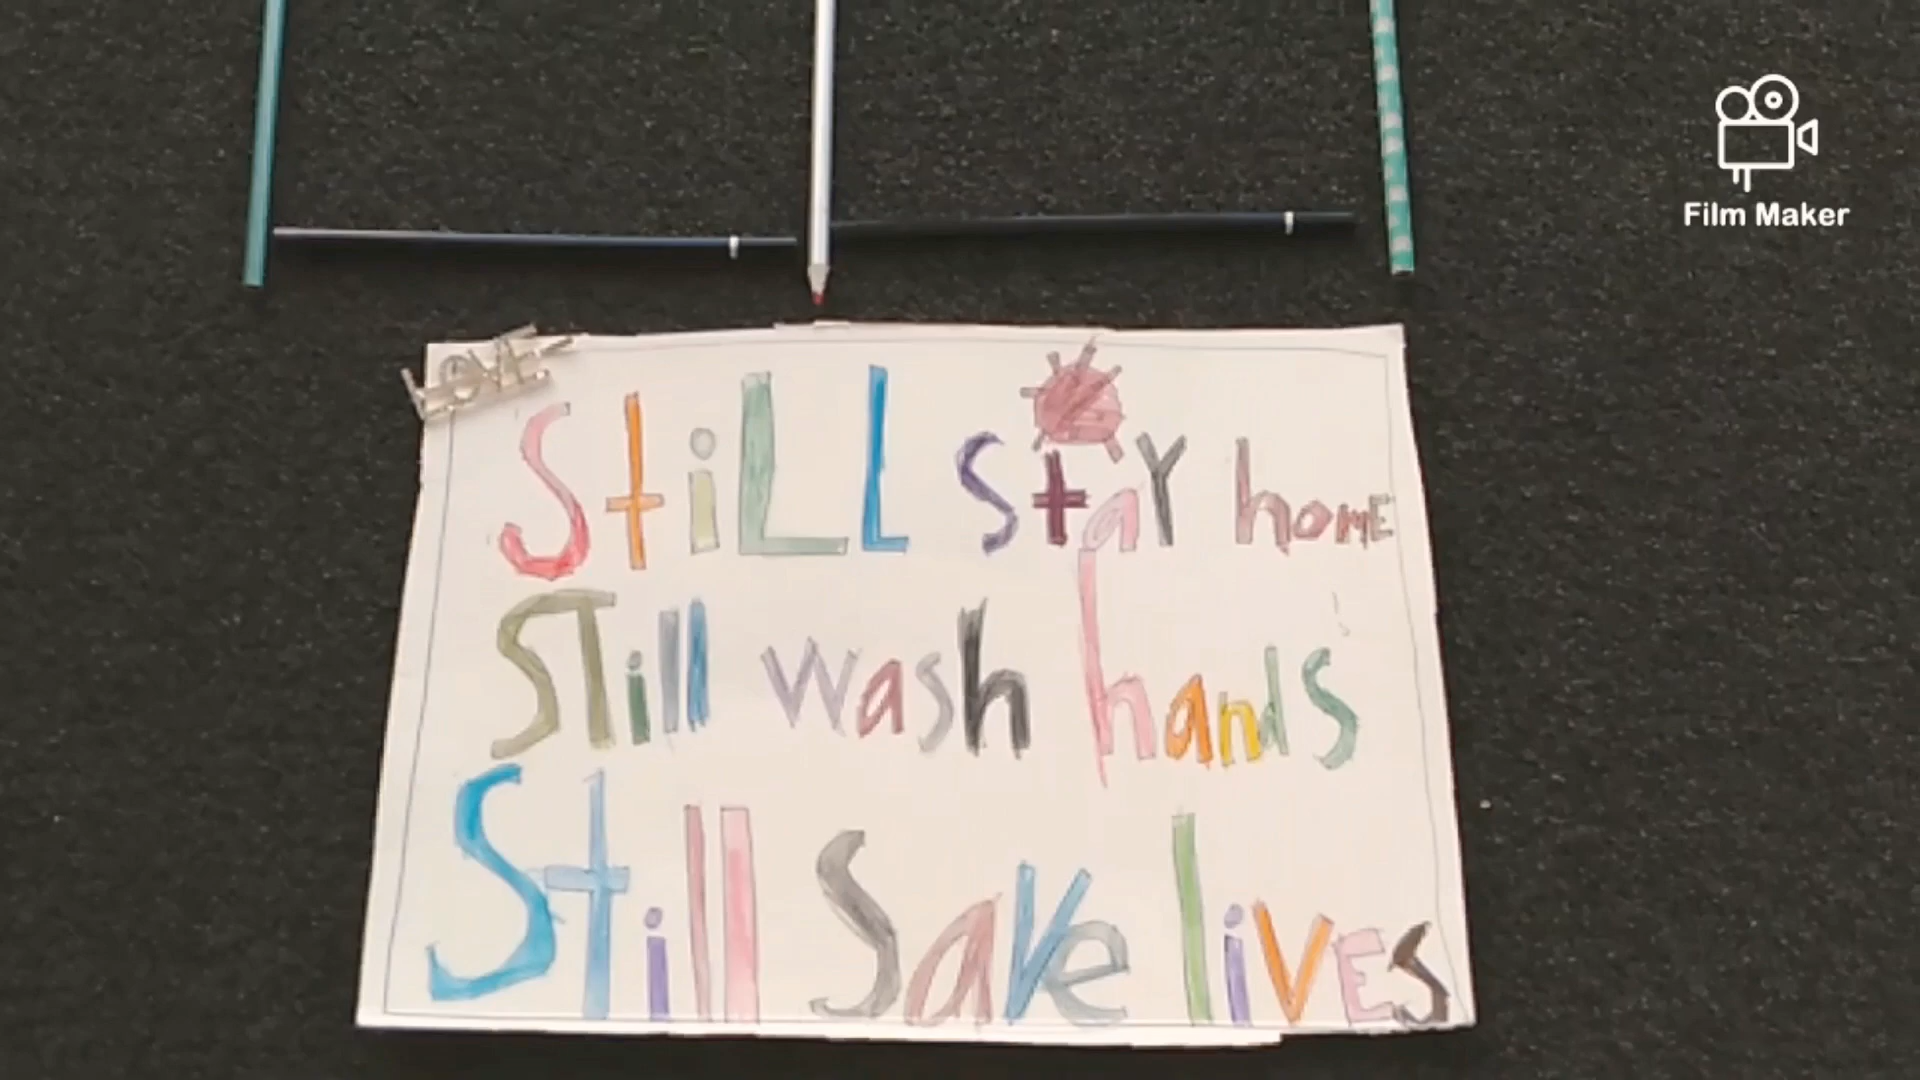 Film Maker
LOVE
StiLL stay homE
STill wash hands
Still Save livEs